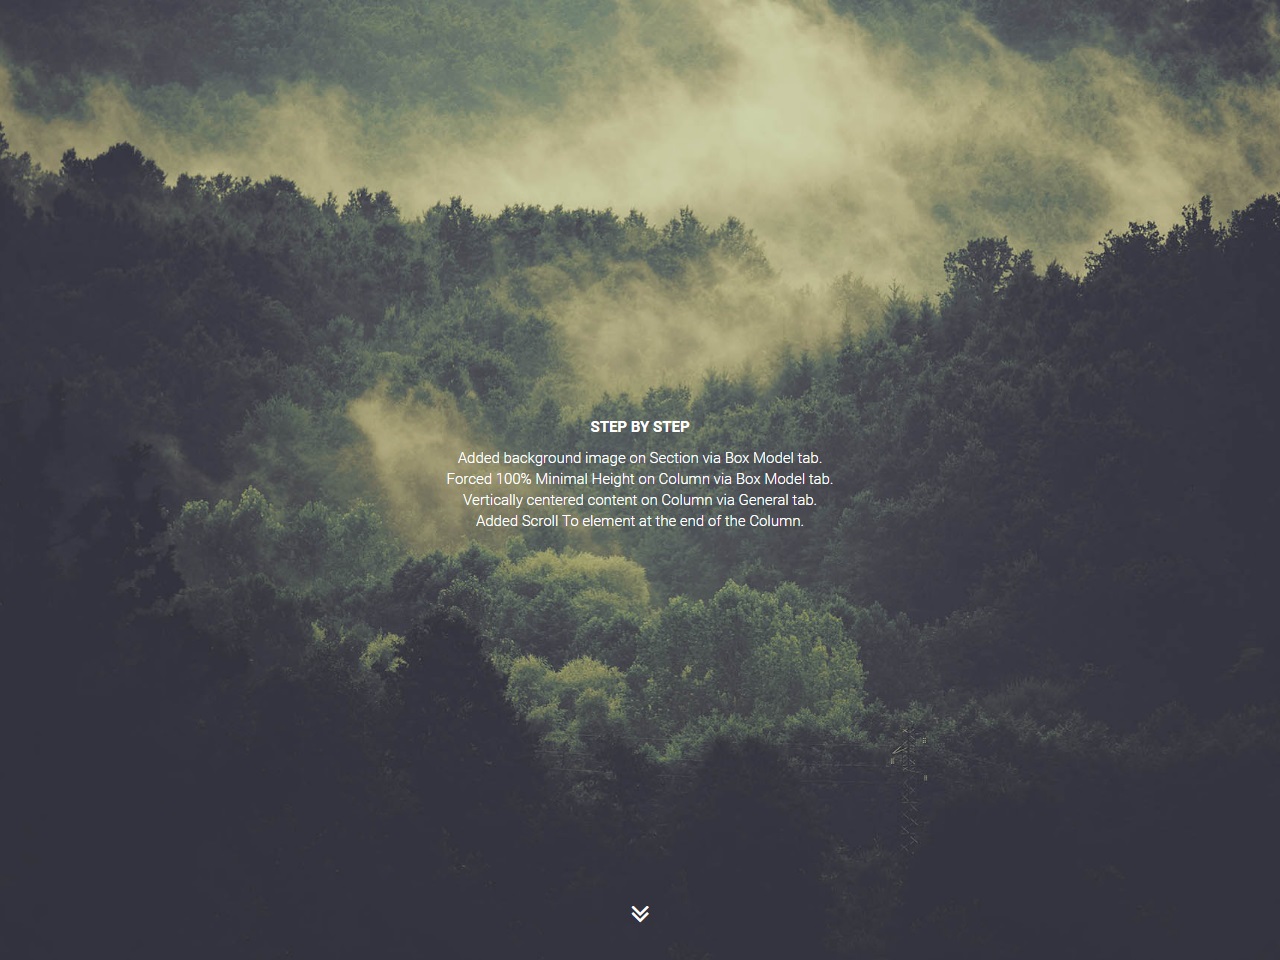 STEP BY STEP
Added background image on Section via Box Model tab.
Forced 100% Minimal Height on Column via Box Model tab.
Vertically centered content on Column via General tab.
Added Scroll To element at the end of the Column.